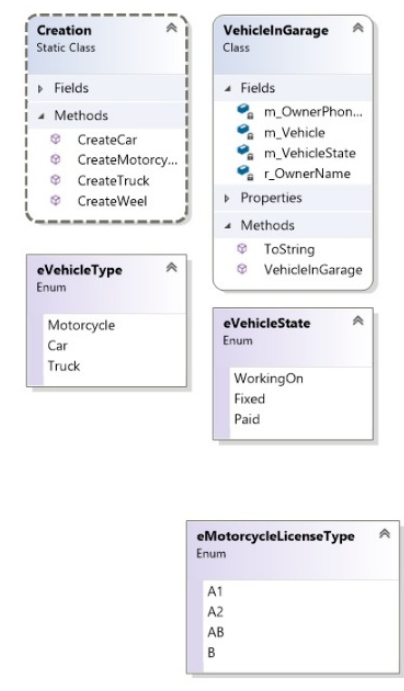 Creation
Static Class
Fields
Methods
CreateCar
CreateMotorcy...
CreateTruck
CreateWeel
VehicleInGarage
Class
Fields
m_OwnerPhon...
m_Vehicle
m_VehicleState
r_OwnerName
Properties
Methods
ToString
VehicleInGarage
eVehicleType
Enum
Motorcycle
Car
Truck
eVehicleState
Enum
WorkingOn
Fixed
Paid
eMotorcycleLicenseType
Enum
A1
A2
AB
B